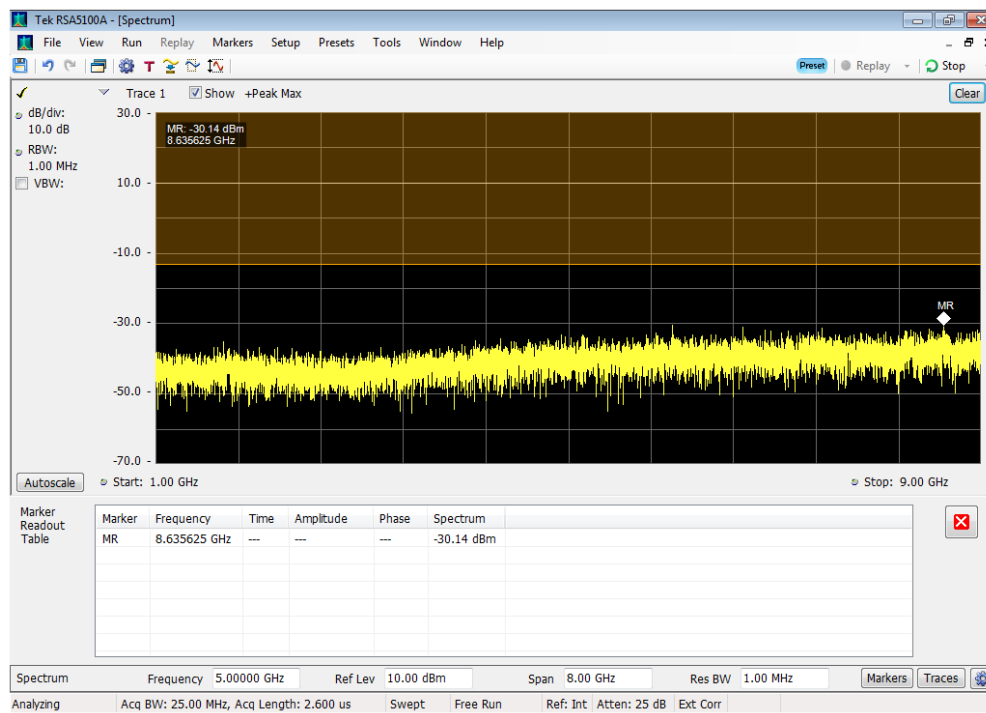 Tek RSA5100A - [Spectrum]
File View Run Replay Markers Setup Presets Tools Window Help
T Preset Replay Stop
Trace 1 Show +Peak Max Clear
dB/div:
10.0 dB
RBW:
1.00 MHz
VBW:
30.0
10.0
-10.0
-30.0
-50.0
-70.0
MR: -30.14 dBm
8.635625 GHz
MR
Autoscale Start: 1.00 GHz Stop: 9.00 GHz
Marker
Readout
Table
Marker Frequency Time Amplitude Phase Spectrum
MR 8.635625 GHz --- --- --- -30.14 dBm
Spectrum Frequency 5.00000 GHz Ref Lev 10.00 dBm Span 8.00 GHz Res BW 1.00 MHz Markers Traces
Analyzing Acq BW: 25.00 MHz, Acq Length: 2.600 us Swept Free Run Ref: Int Atten: 25 dB Ext Corr